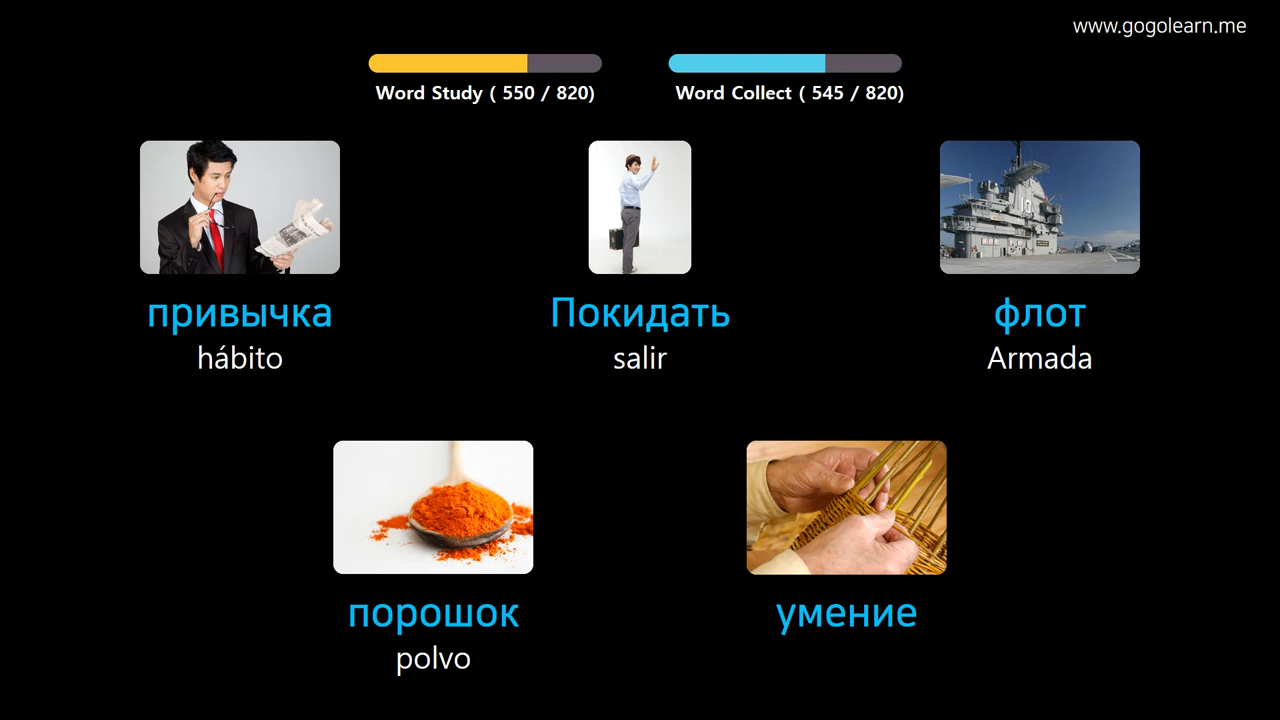 www.gogolearn.me
Word Study ( 550 / 820)
Word Collect ( 545 / 820)
привычка
hábito
Покидать
salir
флот
Armada
порошок
polvo
умение